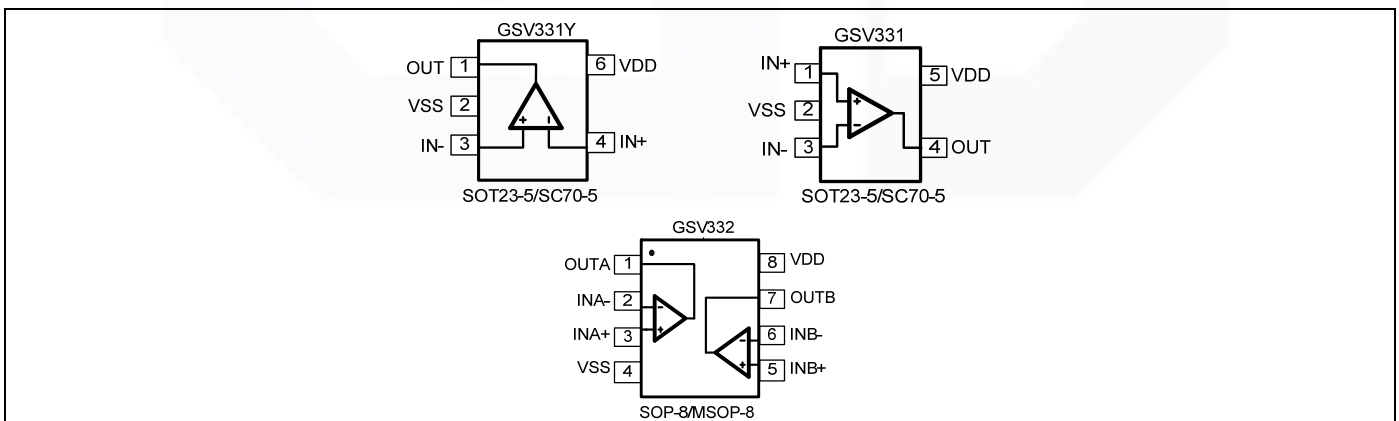 GSV331Y
OUT 1 6 VDD
VSS 2
IN- 3 4 IN+
+ -
SOT23-5/SC70-5
GSV331
IN+ 1 5 VDD
VSS 2
IN- 3 4 OUT
+
-
SOT23-5/SC70-5
GSV332
OUTA 1 8 VDD
INA- 2 7 OUTB
INA+ 3 6 INB-
VSS 4 5 INB+
- +
- +
SOP-8/MSOP-8